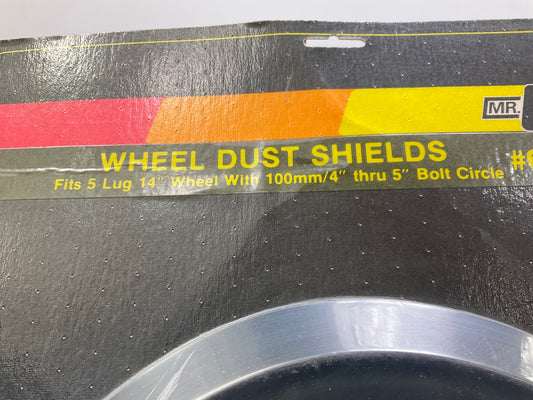 MR.
WHEEL DUST SHIELDS
Fits 5 Lug 14" Wheel With 100mm/4" thru 5" Bolt Circle